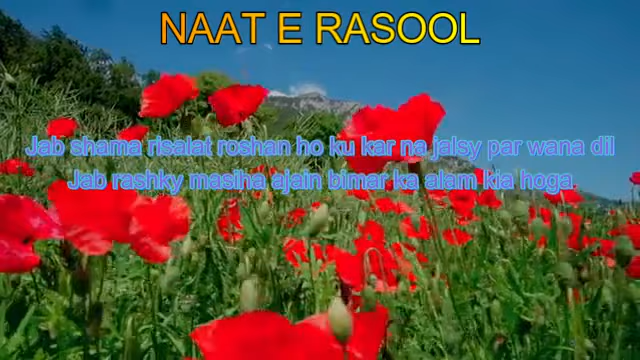 NAAT E RASOOL
Jab shama risalat roshan ho ku kar na jalsy par wana dil
Jab rashky masiha ajain bimar ka alam kia hoga